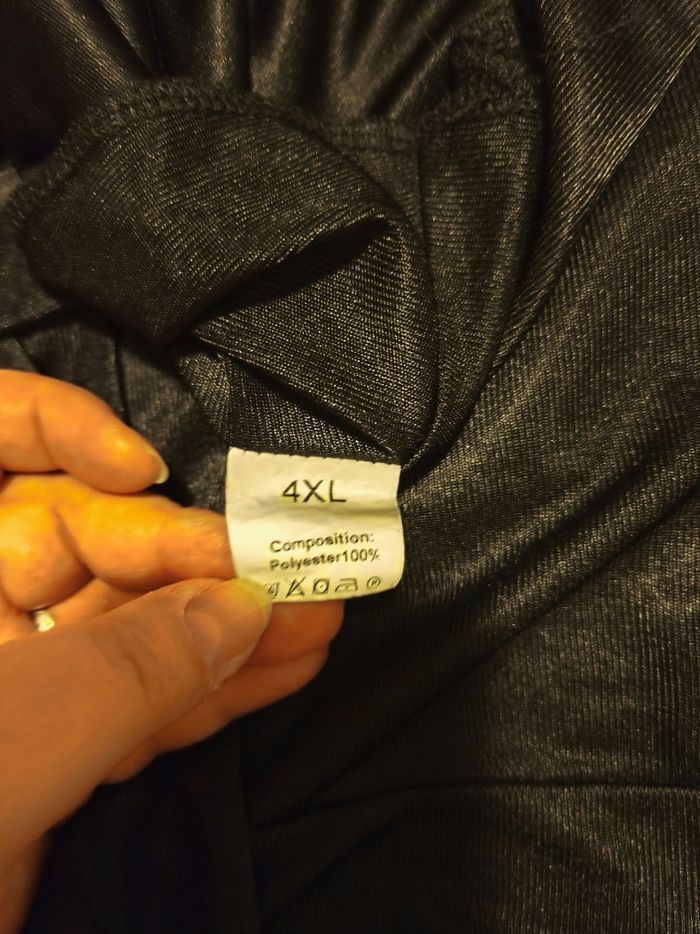 4XL
Composition:
Polyester100%